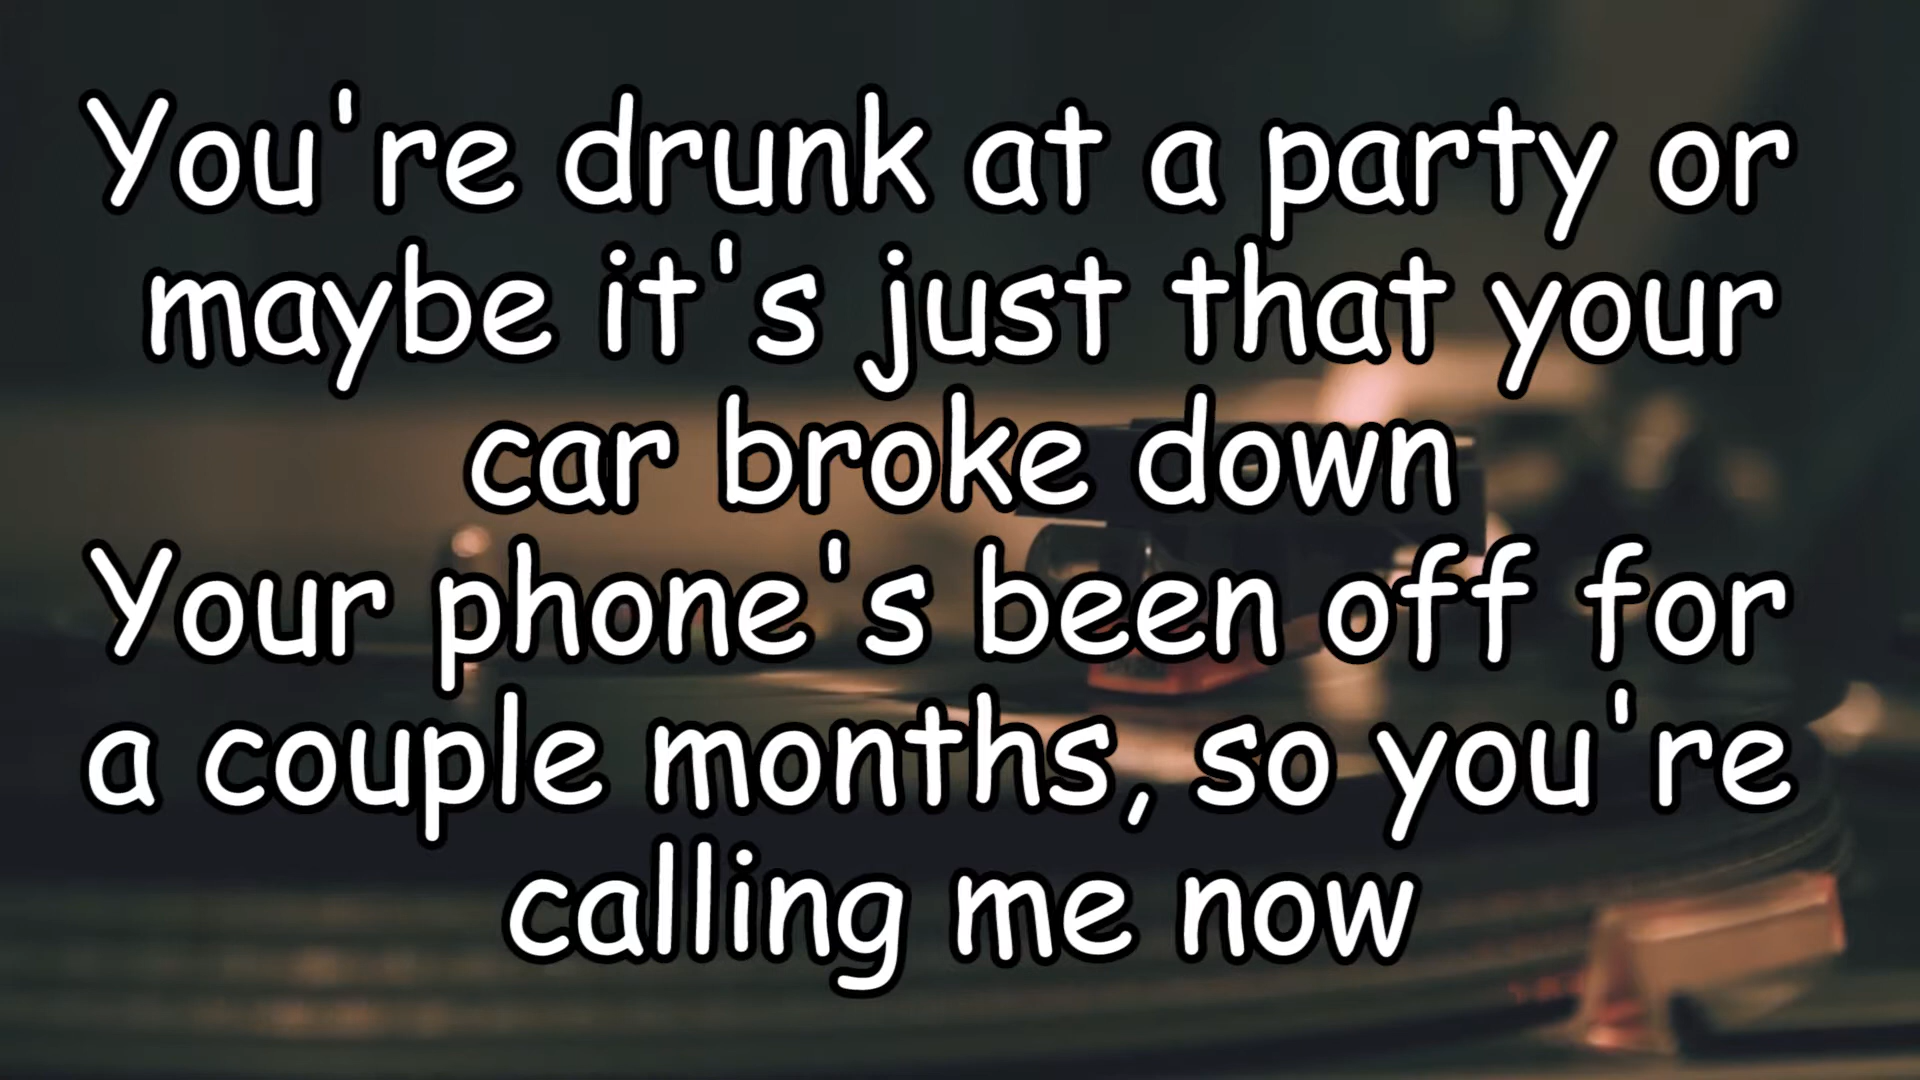 You're drunk at a party or
maybe it's just that your
car broke down
Your phone's been off for
a couple months, so you're
calling me now